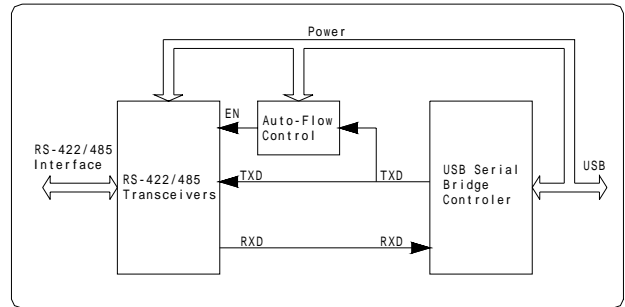 Power
EN
Auto-Flow
Control
RS-422/485
Interface
RS-422/485
Transceivers
TXD
TXD
USB Serial
Bridge
Controler
USB
RXD
RXD